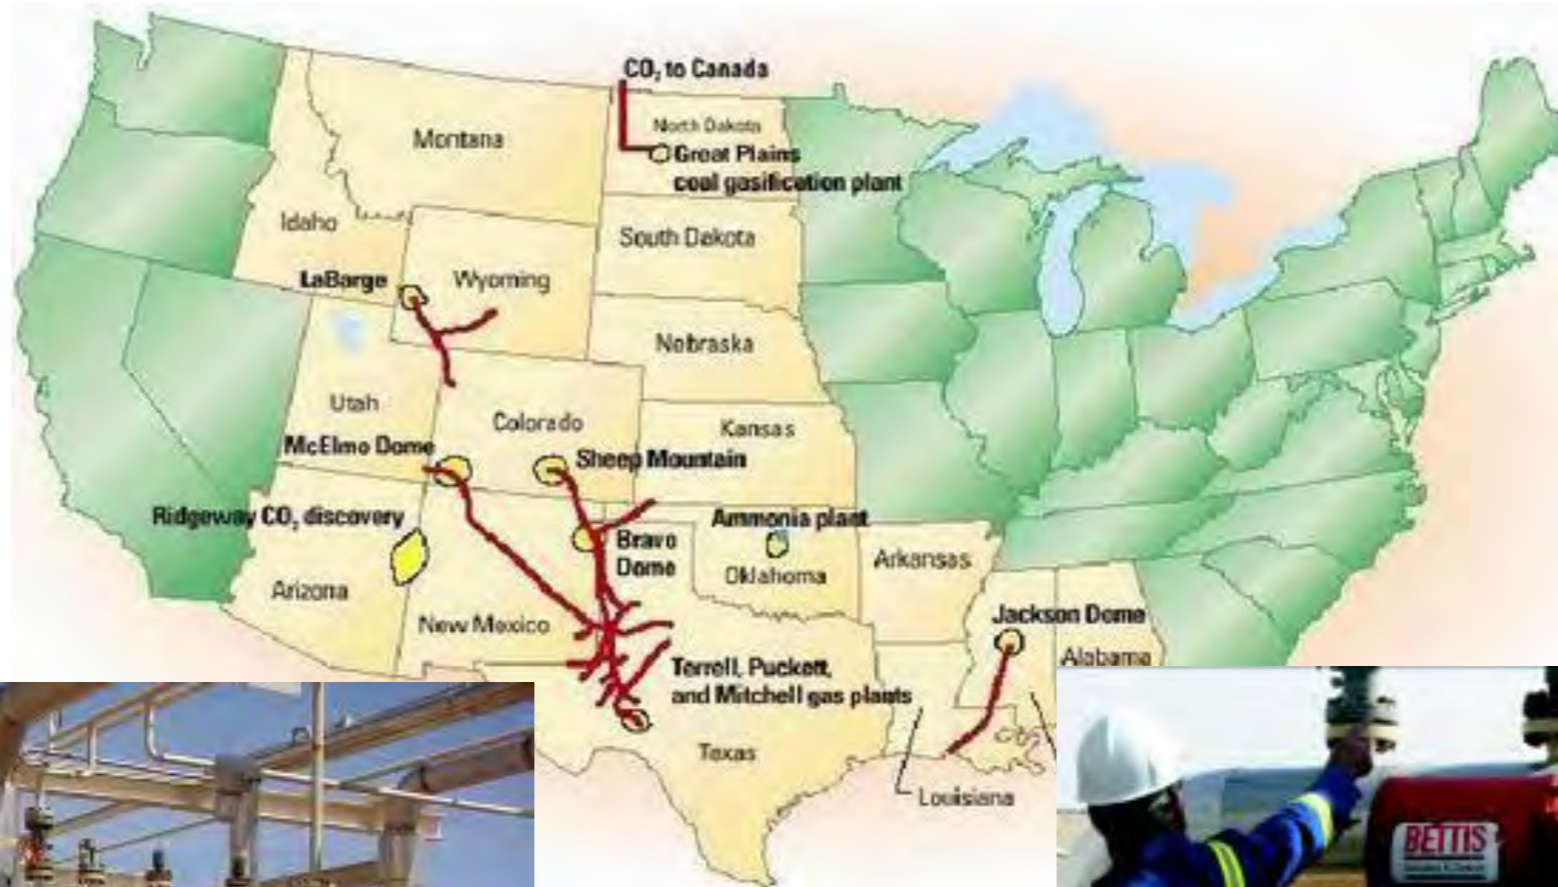 CO₂ to Canada
North Dakota
Montana
Great Plains
coal gasification plant
Idaho
South Dakota
LaBarge
Wyoming
Nebraska
Utah
Colorado
Kansas
McElmo Dome
Sheep Mountain
Ridgeway CO₂ discovery
Ammonia plant
Bravo
Dome
Arkansas
Oklahoma
Arizona
New Mexico
Jackson Dome
Alabama
Terrell, Puckett,
and Mitchell gas plants
Texas
Louisiana
BETTIS